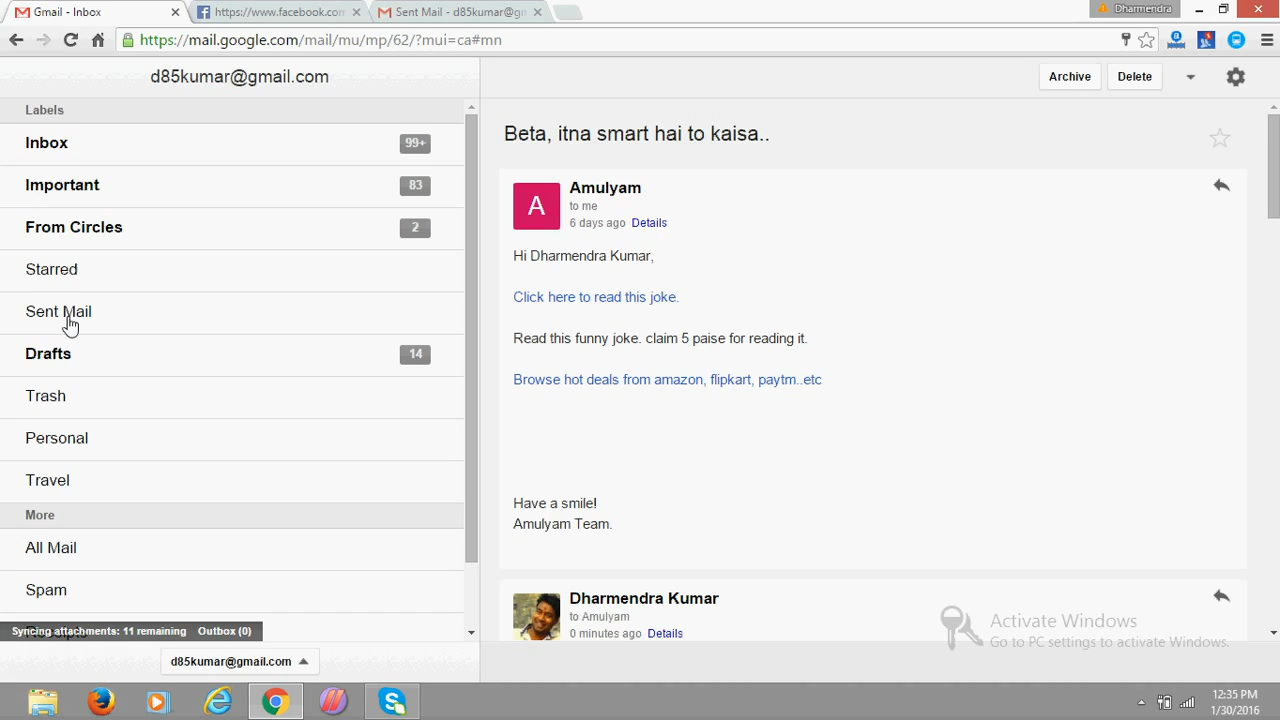 Gmail - Inbox
https://www.facebook.com
Sent Mail - d85kumar@gm
Dharmendra
https://mail.google.com/mail/mu/mp/62/?mui=ca#mn
d85kumar@gmail.com
Archive
Delete
Labels
Inbox 99+
Important 83
From Circles 2
Starred
Sent Mail
Drafts 14
Trash
Personal
Travel
More
All Mail
Spam
Syncing attachments: 11 remaining Outbox (0)
d85kumar@gmail.com
Beta, itna smart hai to kaisa..
A
Amulyam
to me
6 days ago Details
Hi Dharmendra Kumar,
Click here to read this joke.
Read this funny joke. claim 5 paise for reading it.
Browse hot deals from amazon, flipkart, paytm..etc
Have a smile!
Amulyam Team.
Dharmendra Kumar
to Amulyam
0 minutes ago Details
Activate Windows
Go to PC settings to activate Windows.
12:35 PM
1/30/2016